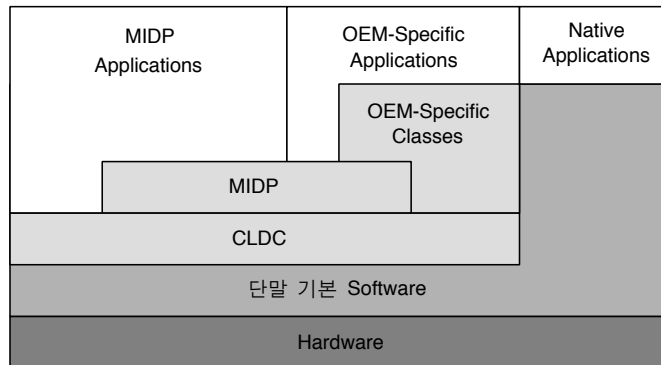 MIDP
Applications
OEM-Specific
Applications
Native
Applications
OEM-Specific
Classes
MIDP
CLDC
단말 기본 Software
Hardware